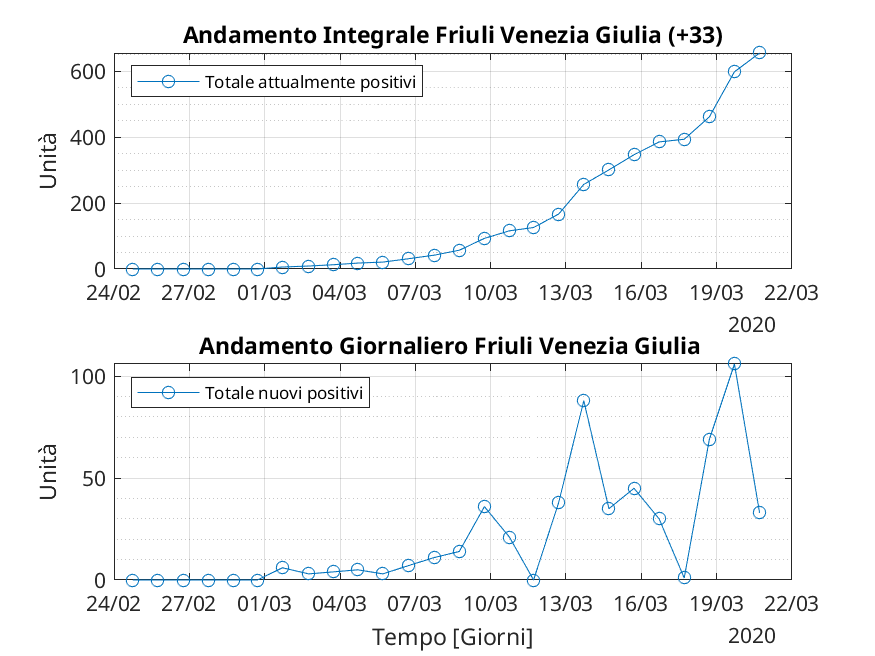 Andamento Integrale Friuli Venezia Giulia (+33)
Totale attualmente positivi
Unità
600
400
200
0
24/02 27/02 01/03 04/03 07/03 10/03 13/03 16/03 19/03 22/03
2020
Andamento Giornaliero Friuli Venezia Giulia
Totale nuovi positivi
Unità
100
50
0
24/02 27/02 01/03 04/03 07/03 10/03 13/03 16/03 19/03 22/03
Tempo [Giorni]
2020